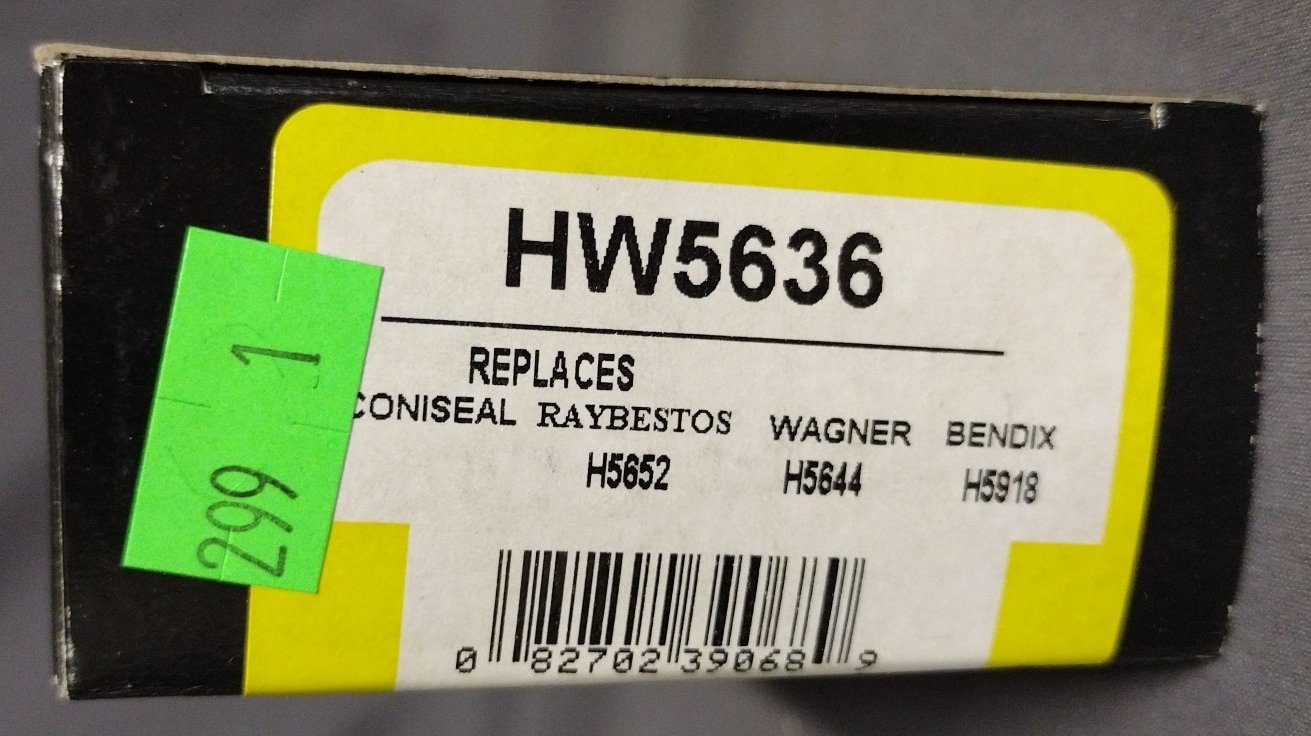 HW5636
REPLACES
CONISEAL RAYBESTOS WAGNER BENDIX
H5652 H5644 H5918
0 82702 39068 9
299 1